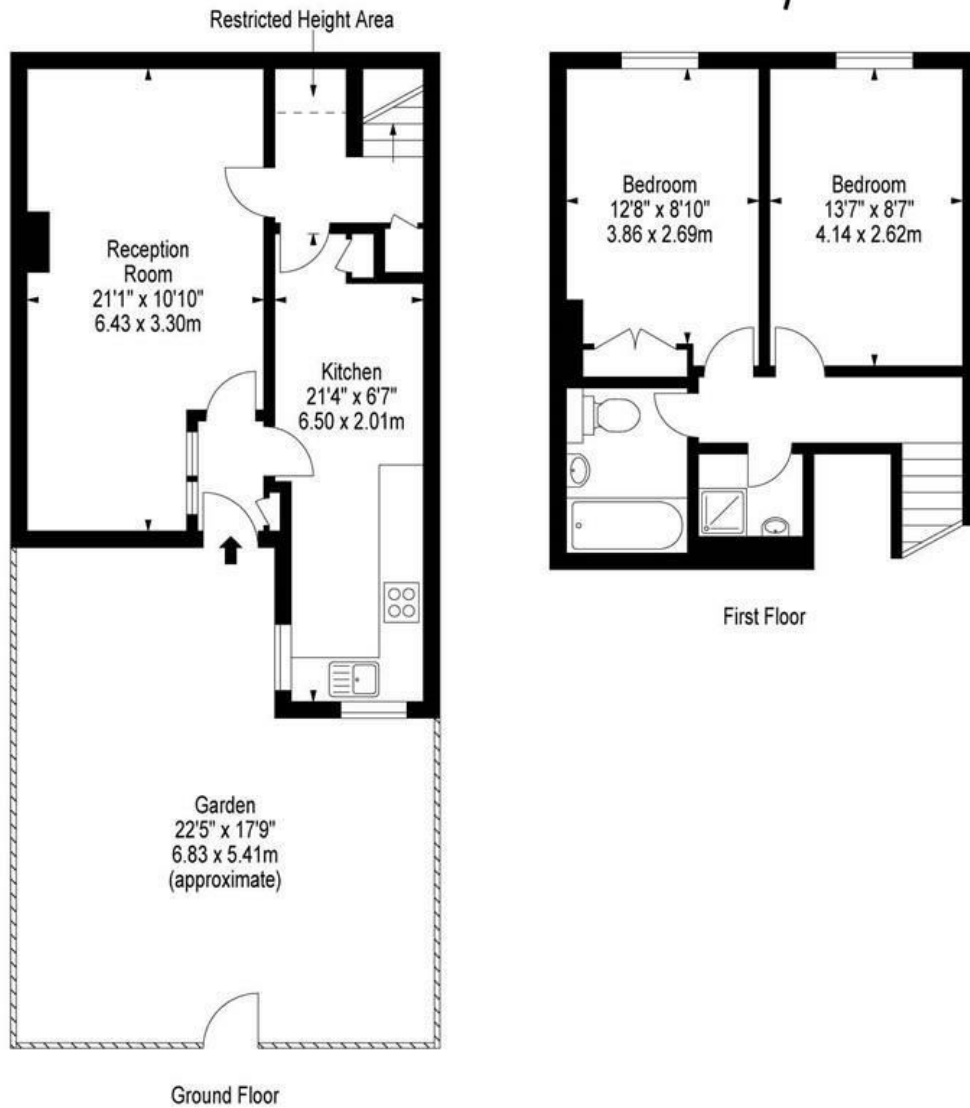 Restricted Height Area
Reception
Room
21'1" x 10'10"
6.43 x 3.30m
Kitchen
21'4" x 6'7"
6.50 x 2.01m
Garden
22'5" x 17'9"
6.83 x 5.41m
(approximate)
Ground Floor
Bedroom
12'8" x 8'10"
3.86 x 2.69m
Bedroom
13'7" x 8'7"
4.14 x 2.62m
First Floor